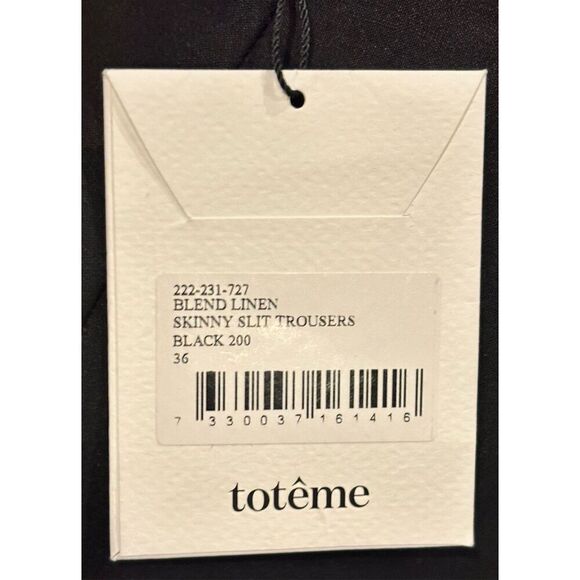 222-231-727
BLEND LINEN
SKINNY SLIT TROUSERS
BLACK 200
36
7 330037 161416
totême